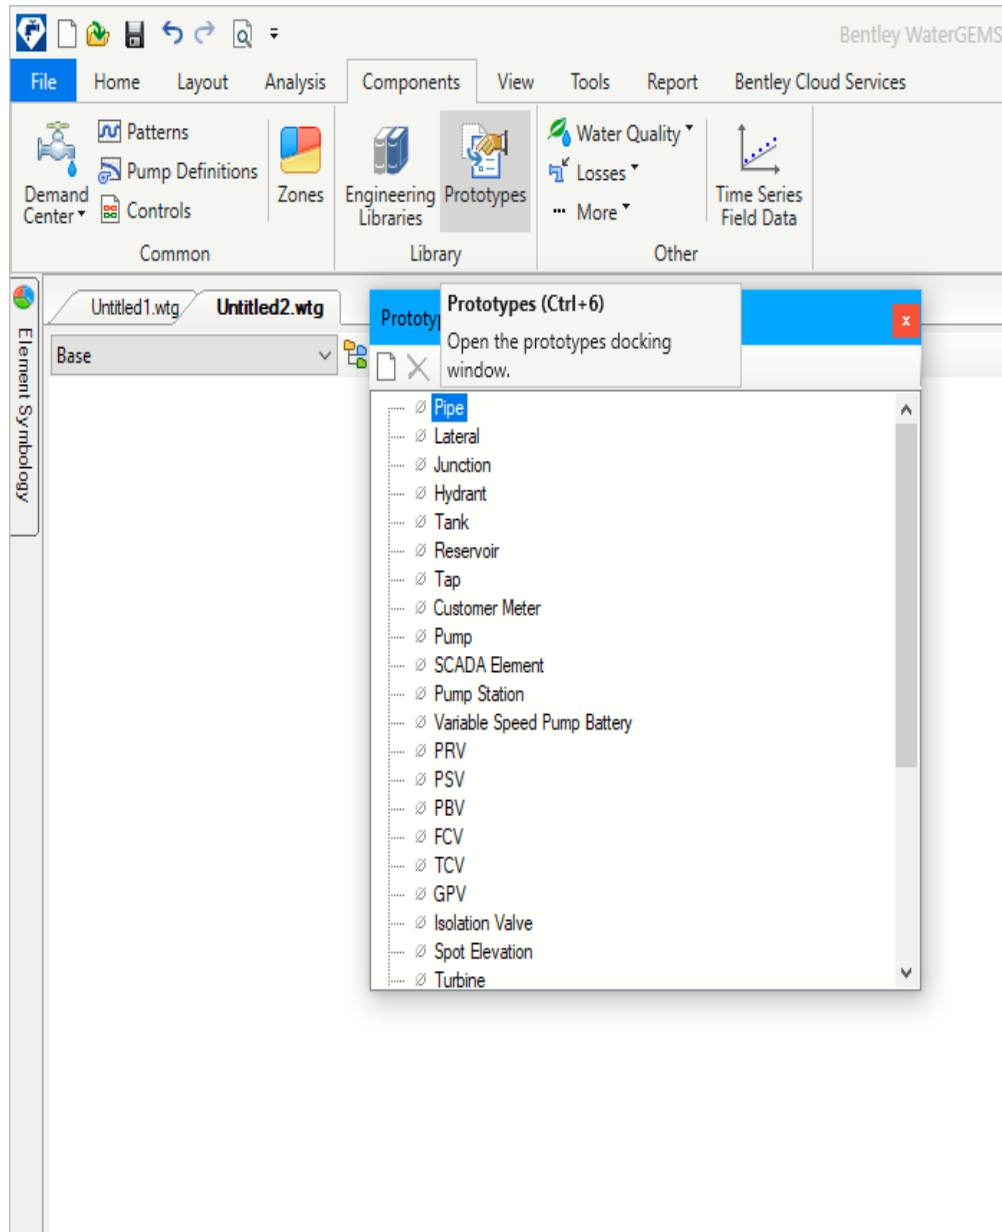 Bentley WaterGEMS
File Home Layout Analysis Components View Tools Report Bentley Cloud Services
Demand Center
Patterns
Pump Definitions
Controls
Zones
Common
Engineering Libraries
Prototypes
Library
Water Quality
Losses
More
Other
Time Series Field Data
Untitled1.wtg Untitled2.wtg
Base
Element Symbology
Prototypes (Ctrl+6)
Open the prototypes docking
window.
x
Pipe
Lateral
Junction
Hydrant
Tank
Reservoir
Tap
Customer Meter
Pump
SCADA Element
Pump Station
Variable Speed Pump Battery
PRV
PSV
PBV
FCV
TCV
GPV
Isolation Valve
Spot Elevation
Turbine